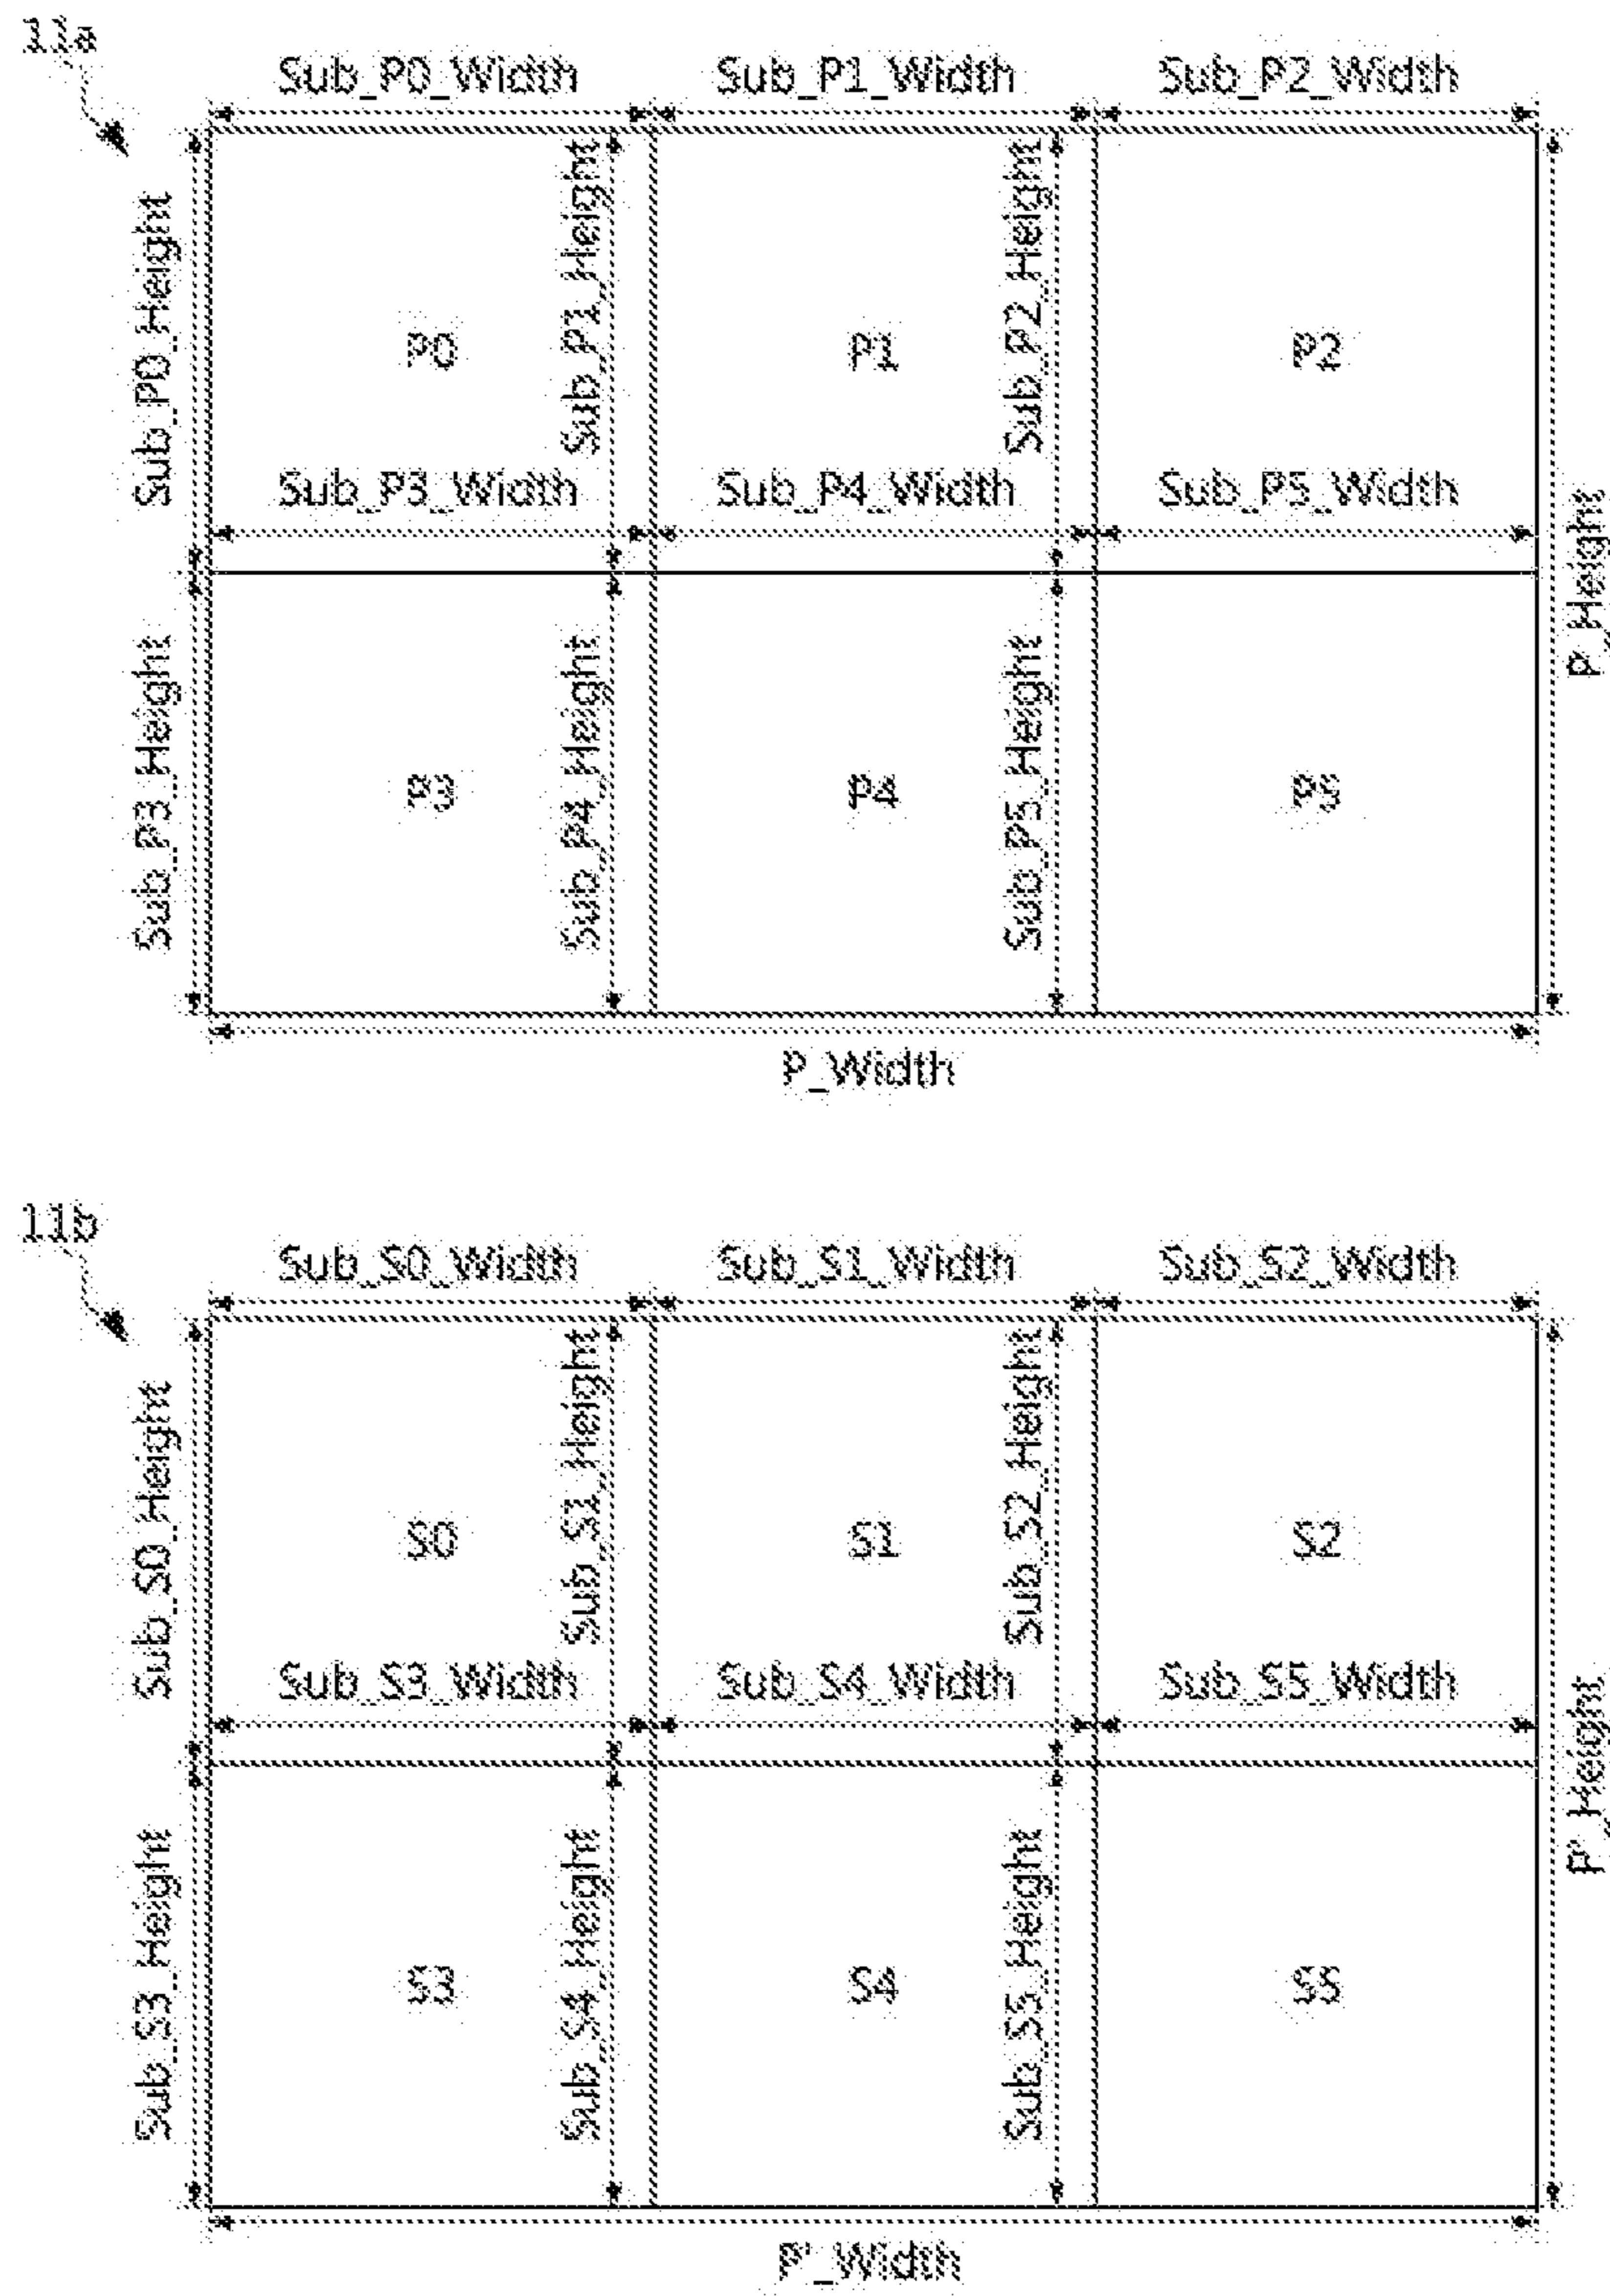 11a
Sub_P0_Width Sub_P1_Width Sub_P2_Width
Sub_P0_Height
Sub_P1_Height
Sub_P2_Height
P0 P1 P2
Sub_P3_Width Sub_P4_Width Sub_P5_Width
P_Height
Sub_P3_Height
Sub_P4_Height
Sub_P5_Height
P3 P4 P5
P_Width
11b
Sub_S0_Width Sub_S1_Width Sub_S2_Width
Sub_S0_Height
Sub_S1_Height
Sub_S2_Height
S0 S1 S2
Sub_S3_Width Sub_S4_Width Sub_S5_Width
P'_Height
Sub_S3_Height
Sub_S4_Height
Sub_S5_Height
S3 S4 S5
P'_Width